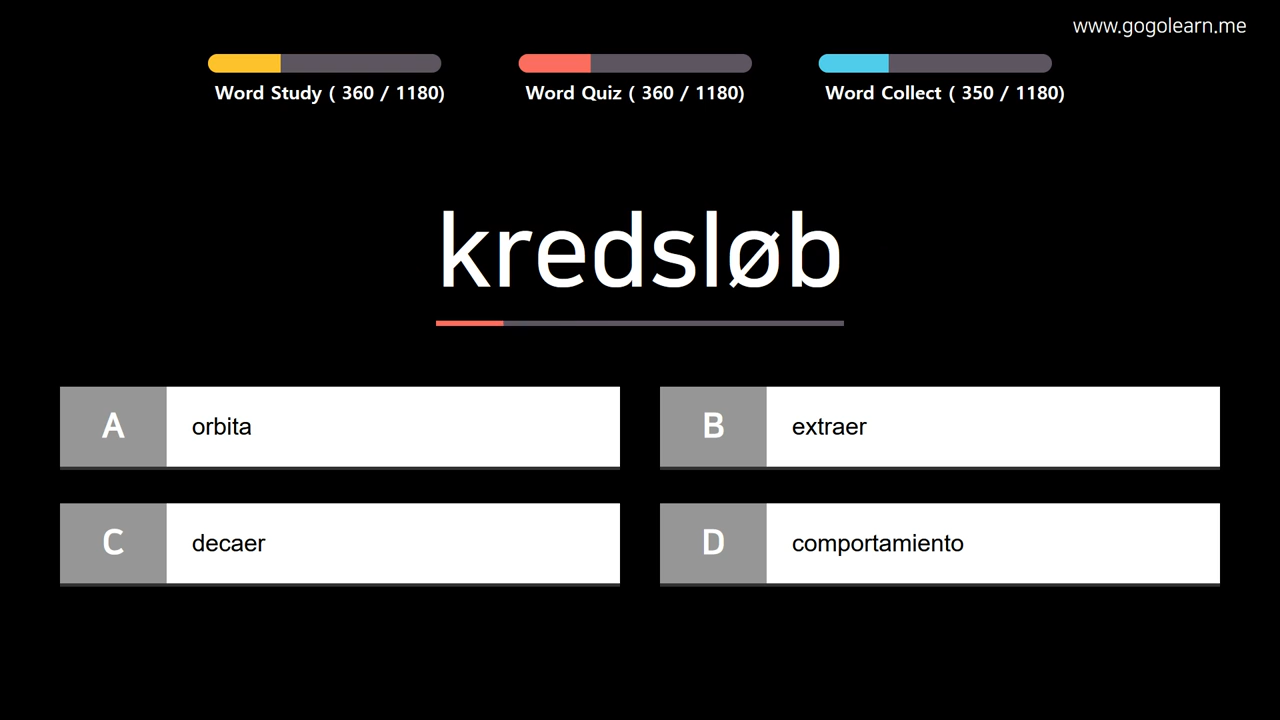 www.gogolearn.me
Word Study ( 360 / 1180)
Word Quiz ( 360 / 1180)
Word Collect ( 350 / 1180)
kredsløb
A orbita
B extraer
C decaer
D comportamiento